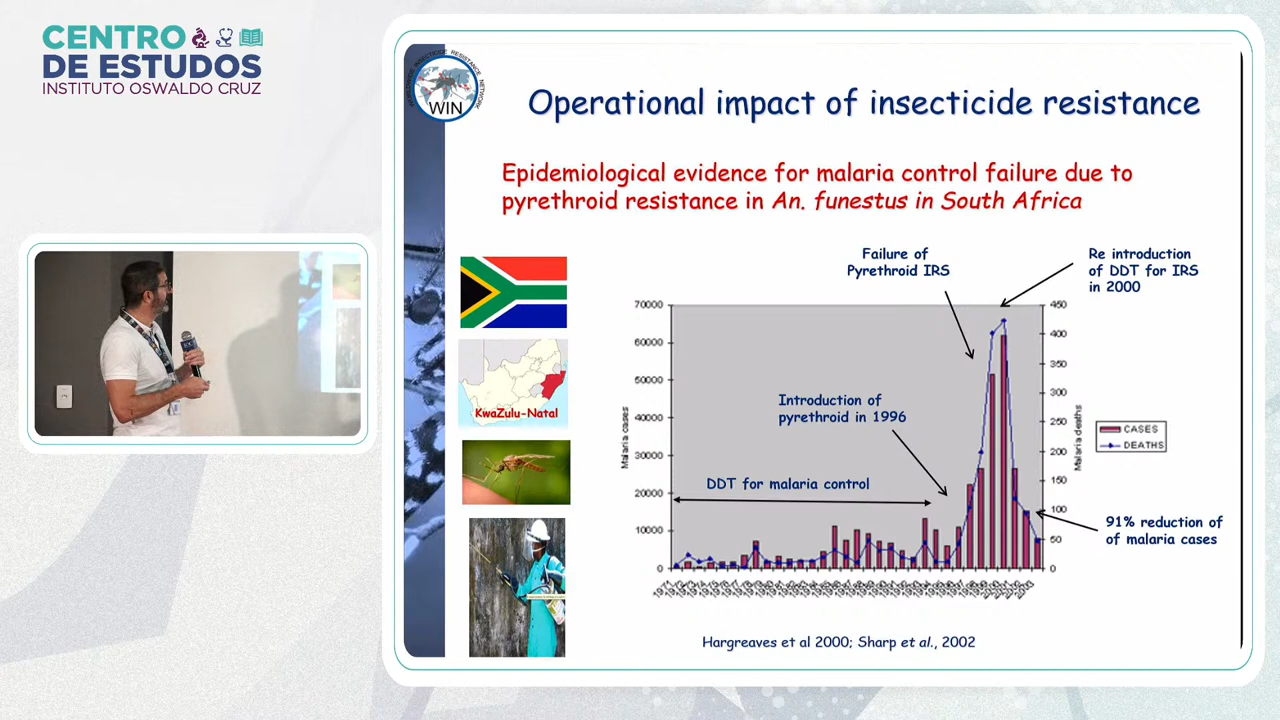 CENTRO
DE ESTUDOS
INSTITUTO OSWALDO CRUZ
WORLDWIDE INSECTICIDE RESISTANCE NETWORK
WIN
Operational impact of insecticide resistance
Epidemiological evidence for malaria control failure due to
pyrethroid resistance in An. funestus in South Africa
KwaZulu-Natal
Failure of
Pyrethroid IRS
Re introduction
of DDT for IRS
in 2000
Introduction of
pyrethroid in 1996
DDT for malaria control
91% reduction of
of malaria cases
Malaria cases
70000
60000
50000
40000
30000
20000
10000
0
450
400
350
300
250
200
150
100
50
0
Malaria deaths
CASES
DEATHS
Hargreaves et al 2000; Sharp et al., 2002